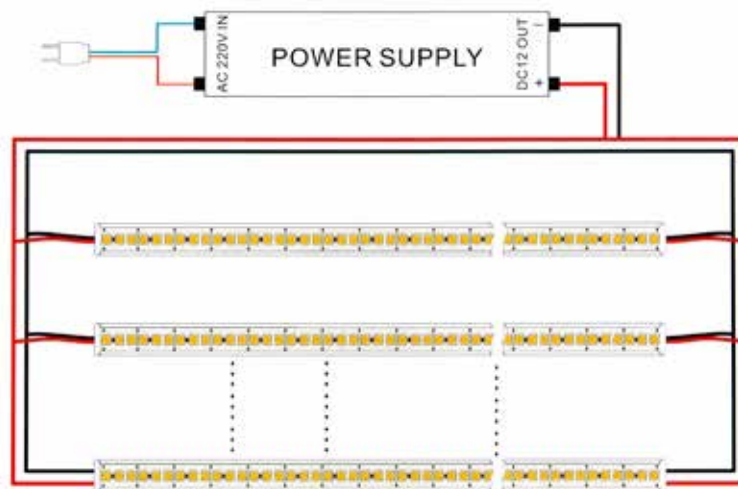 AC 220V IN
POWER SUPPLY
DC12 OUT
−
+